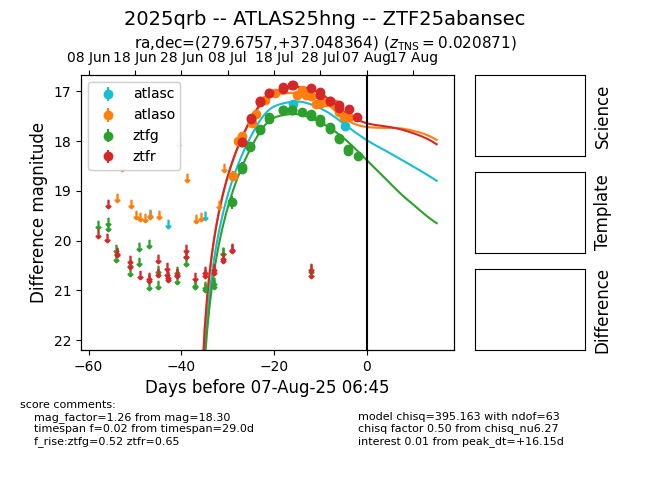 2025qrb -- ATLAS25hng -- ZTF25abansec
ra,dec=(279.6757,+37.048364) (z_TNS = 0.020871)
08 Jun 18 Jun 28 Jun 08 Jul 18 Jul 28 Jul 07 Aug 17 Aug
atlasc
atlaso
ztfg
ztfr
17
18
19
20
21
22
Difference magnitude
−60 −40 −20 0
Days before 07-Aug-25 06:45
Science
Template
Difference
score comments:
mag_factor=1.26 from mag=18.30
timespan f=0.02 from timespan=29.0d
f_rise:ztfg=0.52 ztfr=0.65
model chisq=395.163 with ndof=63
chisq factor 0.50 from chisq_nu6.27
interest 0.01 from peak_dt=+16.15d